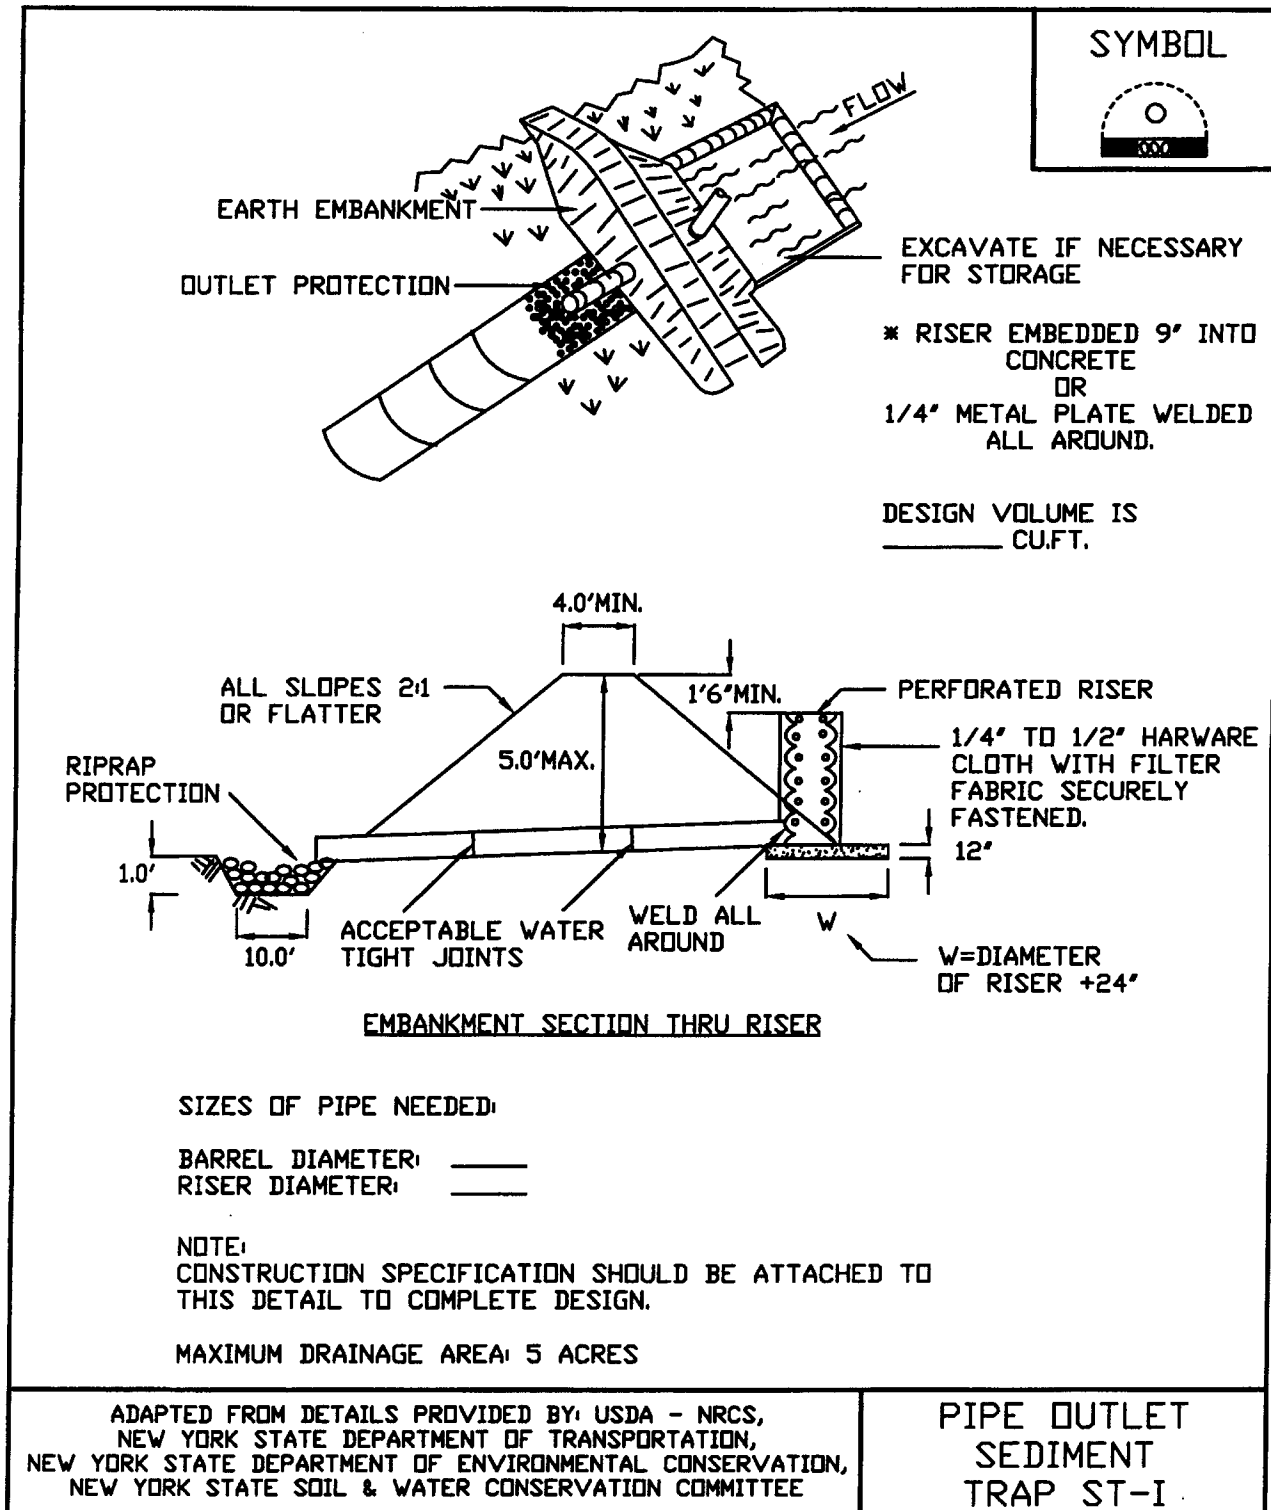 SYMBOL
FLOW
EARTH EMBANKMENT
OUTLET PROTECTION
EXCAVATE IF NECESSARY
FOR STORAGE
* RISER EMBEDDED 9" INTO
CONCRETE
OR
1/4" METAL PLATE WELDED
ALL AROUND.
DESIGN VOLUME IS
______ CU.FT.
4.0'MIN.
ALL SLOPES 2:1
OR FLATTER
1'6"MIN.
PERFORATED RISER
5.0'MAX.
1/4" TO 1/2" HARWARE
CLOTH WITH FILTER
FABRIC SECURELY
FASTENED.
RIPRAP
PROTECTION
12"
1.0'
10.0'
ACCEPTABLE WATER
TIGHT JOINTS
WELD ALL
AROUND
W
W=DIAMETER
OF RISER +24"
EMBANKMENT SECTION THRU RISER
SIZES OF PIPE NEEDED:
BARREL DIAMETER: ____
RISER DIAMETER: ____
NOTE:
CONSTRUCTION SPECIFICATION SHOULD BE ATTACHED TO
THIS DETAIL TO COMPLETE DESIGN.
MAXIMUM DRAINAGE AREA: 5 ACRES
ADAPTED FROM DETAILS PROVIDED BY: USDA - NRCS,
NEW YORK STATE DEPARTMENT OF TRANSPORTATION,
NEW YORK STATE DEPARTMENT OF ENVIRONMENTAL CONSERVATION,
NEW YORK STATE SOIL & WATER CONSERVATION COMMITTEE
PIPE OUTLET
SEDIMENT
TRAP ST-I